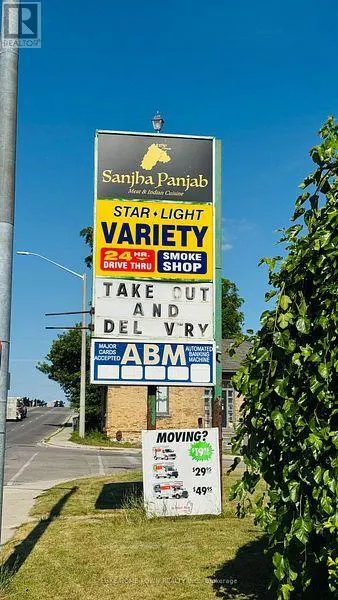 REALTOR®
Sanjha Panjab
Meat & Indian Cuisine
STAR • LIGHT
VARIETY
24 HR.
DRIVE THRU
SMOKE
SHOP
TAKE OUT
AND
DEL V'RY
MAJOR
CARDS
ACCEPTED
ABM
AUTOMATED
BANKING
MACHINE
MOVING?
$19.95
$29.95
$49.95